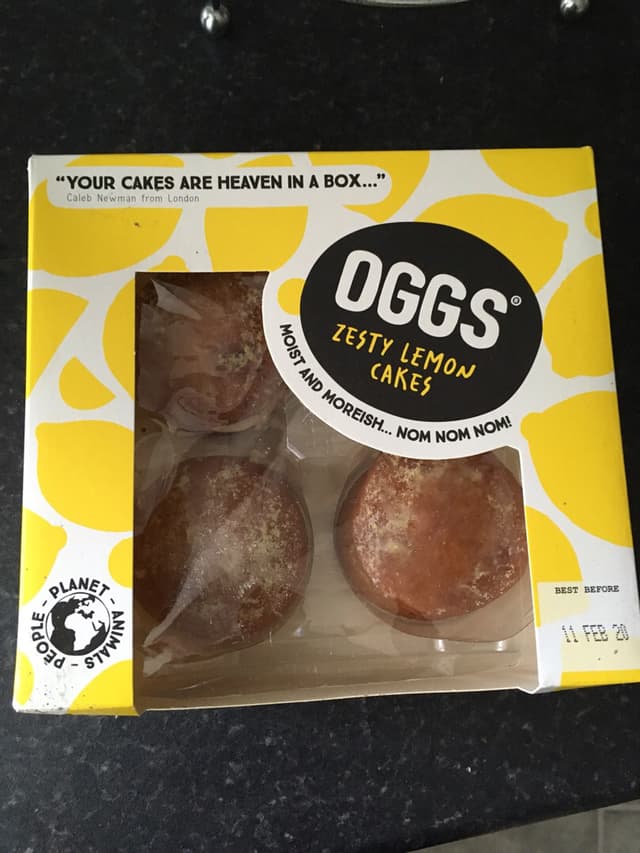 “YOUR CAKES ARE HEAVEN IN A BOX...”
Caleb Newman from London
OGGS®
ZESTY LEMON
CAKES
MOIST AND MOREISH... NOM NOM NOM!
PEOPLE - PLANET - ANIMALS -
BEST BEFORE
11 FEB 20